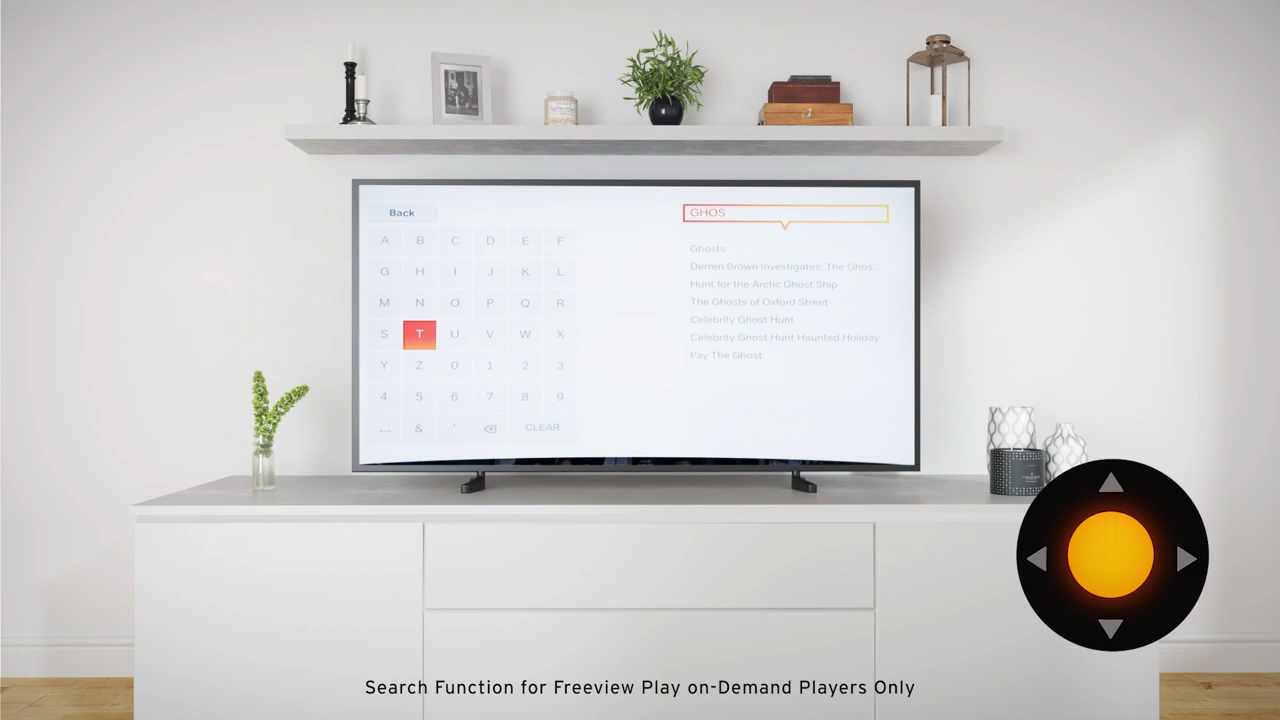 Back
GHOS
A B C D E F
G H I J K L
M N O P Q R
S T U V W X
Y Z 0 1 2 3
4 5 6 7 8 9
& ' CLEAR
Ghosts
Derren Brown Investigates: The Ghos...
Hunt for the Arctic Ghost Ship
The Ghosts of Oxford Street
Celebrity Ghost Hunt
Celebrity Ghost Hunt Haunted Holiday
Pay The Ghost
Search Function for Freeview Play on-Demand Players Only